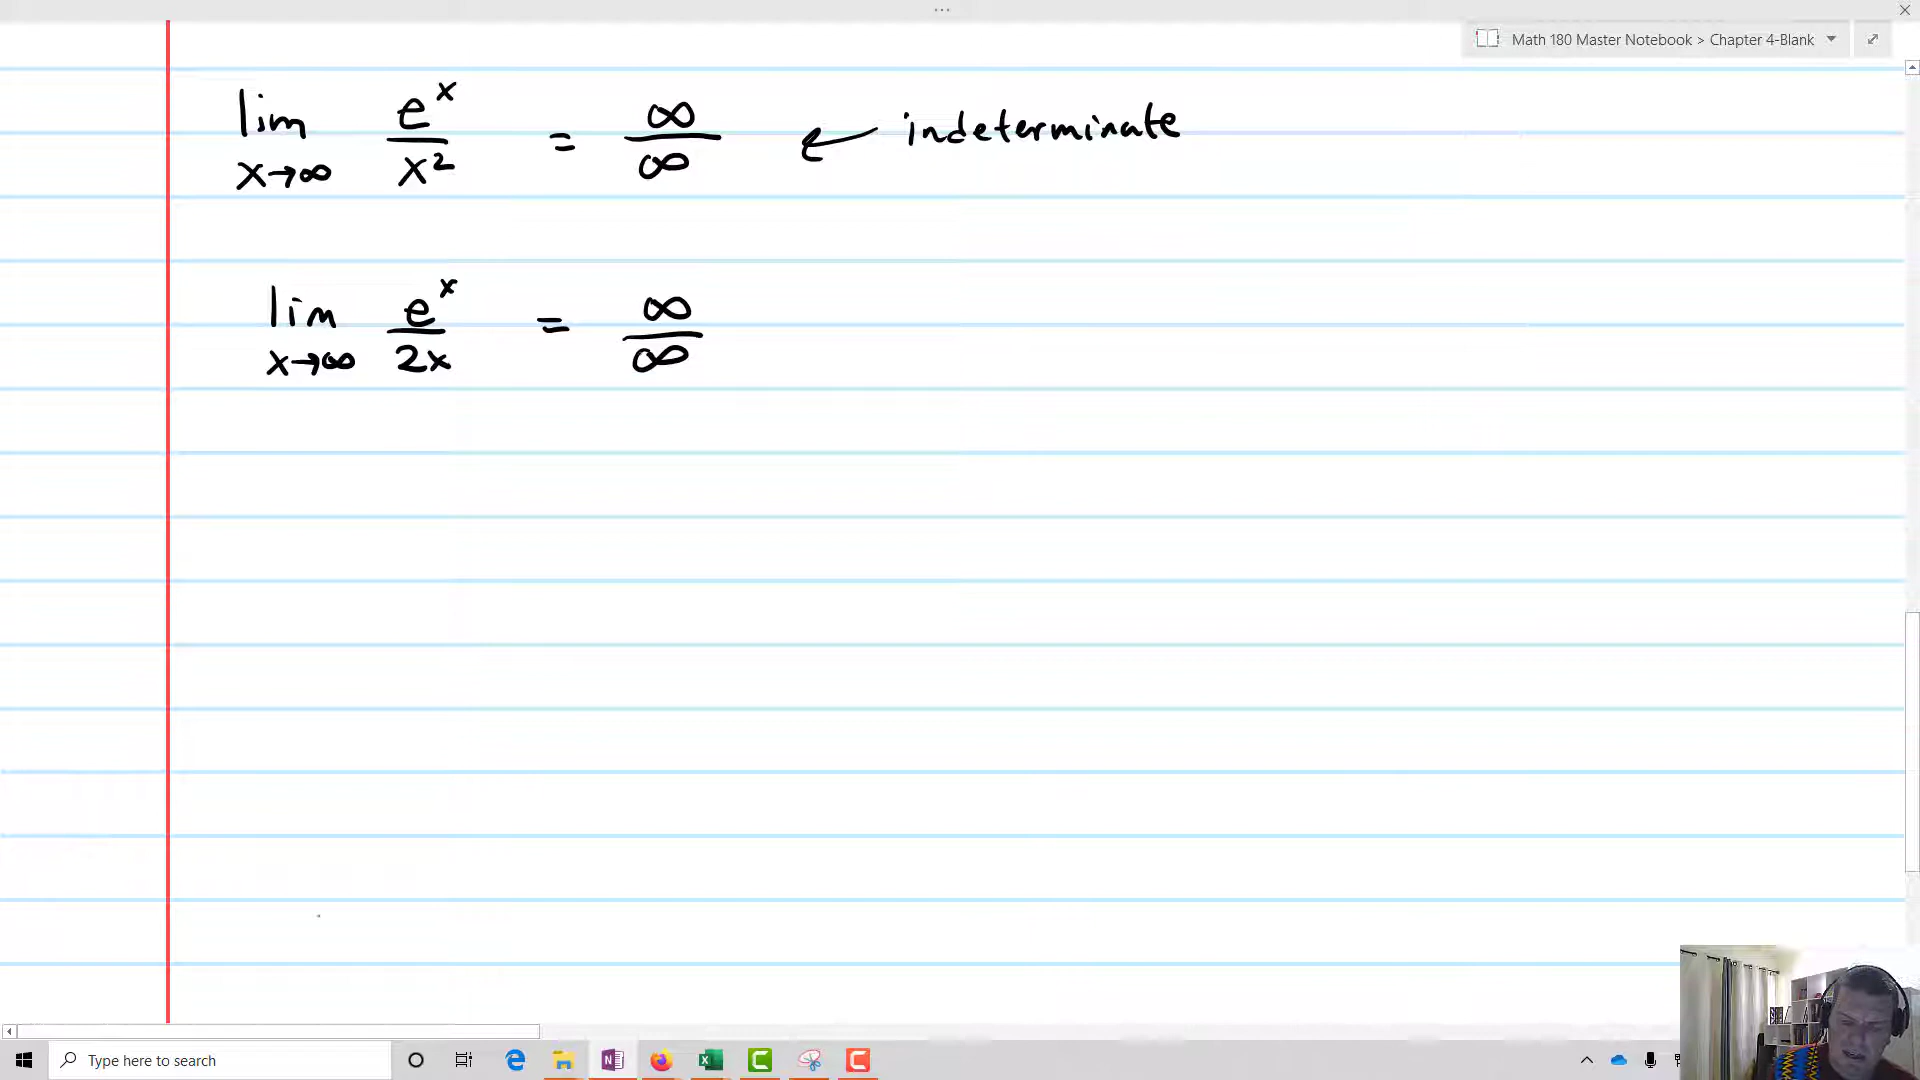 Math 180 Master Notebook > Chapter 4-Blank
lim x→∞ e^x / x^2 = ∞ / ∞ ← indeterminate
lim x→∞ e^x / 2x = ∞ / ∞
Type here to search